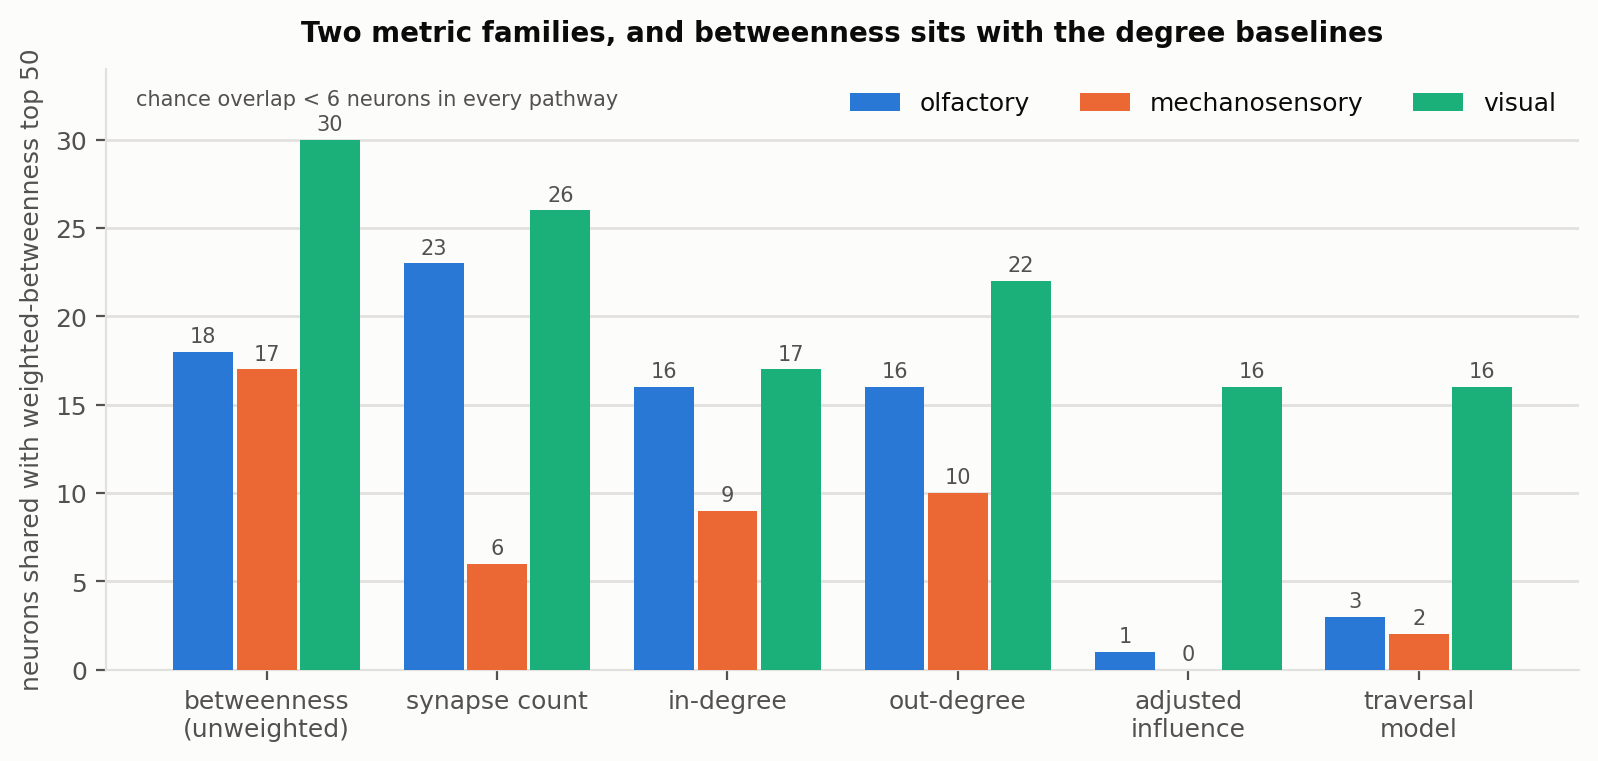 Two metric families, and betweenness sits with the degree baselines
neurons shared with weighted-betweenness top 50
chance overlap < 6 neurons in every pathway
olfactory
mechanosensory
visual
30
25
20
15
10
5
0
18
17
30
23
6
26
16
9
17
16
10
22
1
0
16
3
2
16
betweenness
(unweighted)
synapse count
in-degree
out-degree
adjusted
influence
traversal
model